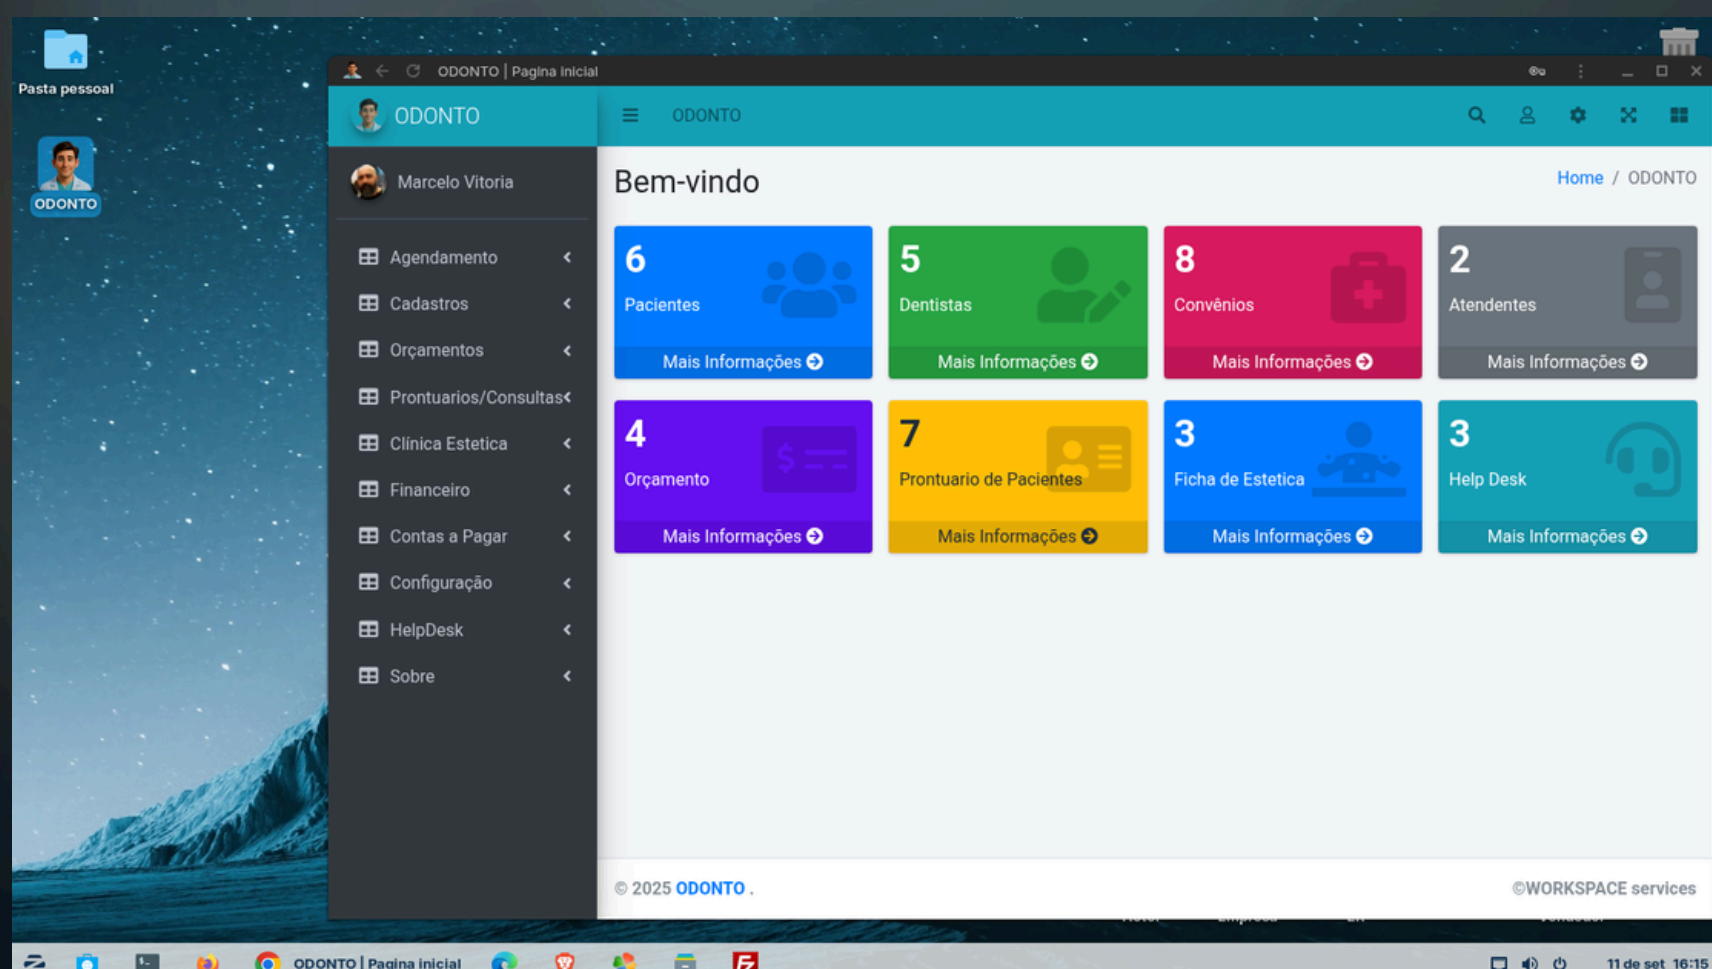 Pasta pessoal
ODONTO
ODONTO | Pagina inicial
ODONTO
ODONTO
Marcelo Vitoria
Agendamento
Cadastros
Orçamentos
Prontuarios/Consultas
Clínica Estetica
Financeiro
Contas a Pagar
Configuração
HelpDesk
Sobre
Bem-vindo
Home / ODONTO
6
Pacientes
Mais Informações
5
Dentistas
Mais Informações
8
Convênios
Mais Informações
2
Atendentes
Mais Informações
4
Orçamento
Mais Informações
7
Prontuario de Pacientes
Mais Informações
3
Ficha de Estetica
Mais Informações
3
Help Desk
Mais Informações
© 2025 ODONTO .
©WORKSPACE services
ODONTO | Pagina inicial
11 de set 16:15